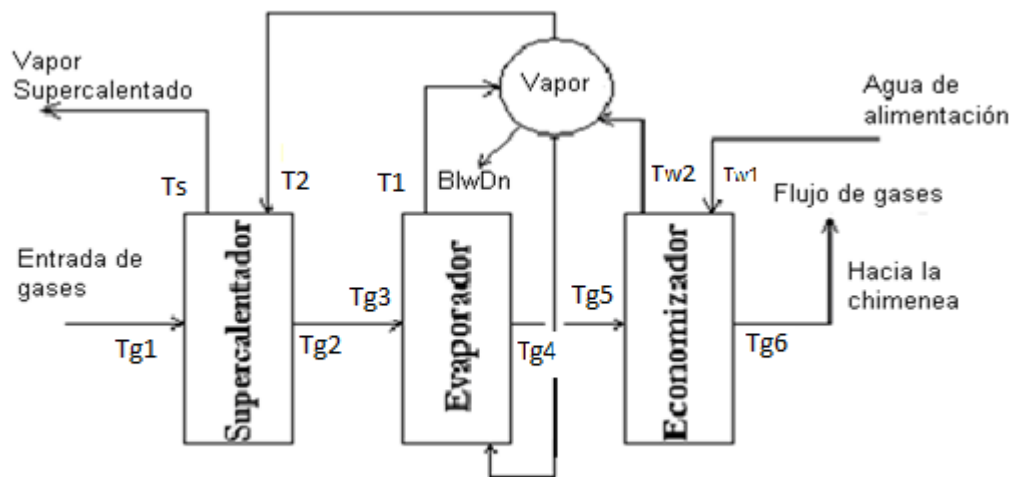 Vapor
Supercalentado
Vapor
Agua de
alimentación
Ts
T2
T1
BlwDn
Tw2
Tw1
Flujo de gases
Entrada de
gases
Supercalentador
Evaporador
Economizador
Hacia la
chimenea
Tg1
Tg2
Tg3
Tg4
Tg5
Tg6